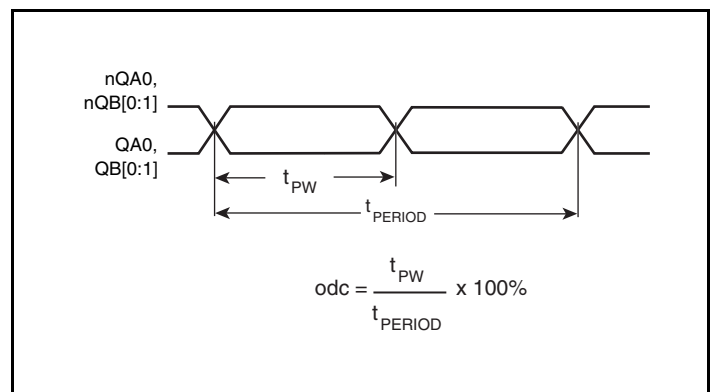 nQA0,
nQB[0:1]
QA0,
QB[0:1]
tPW
tPERIOD
odc = tPW / tPERIOD x 100%